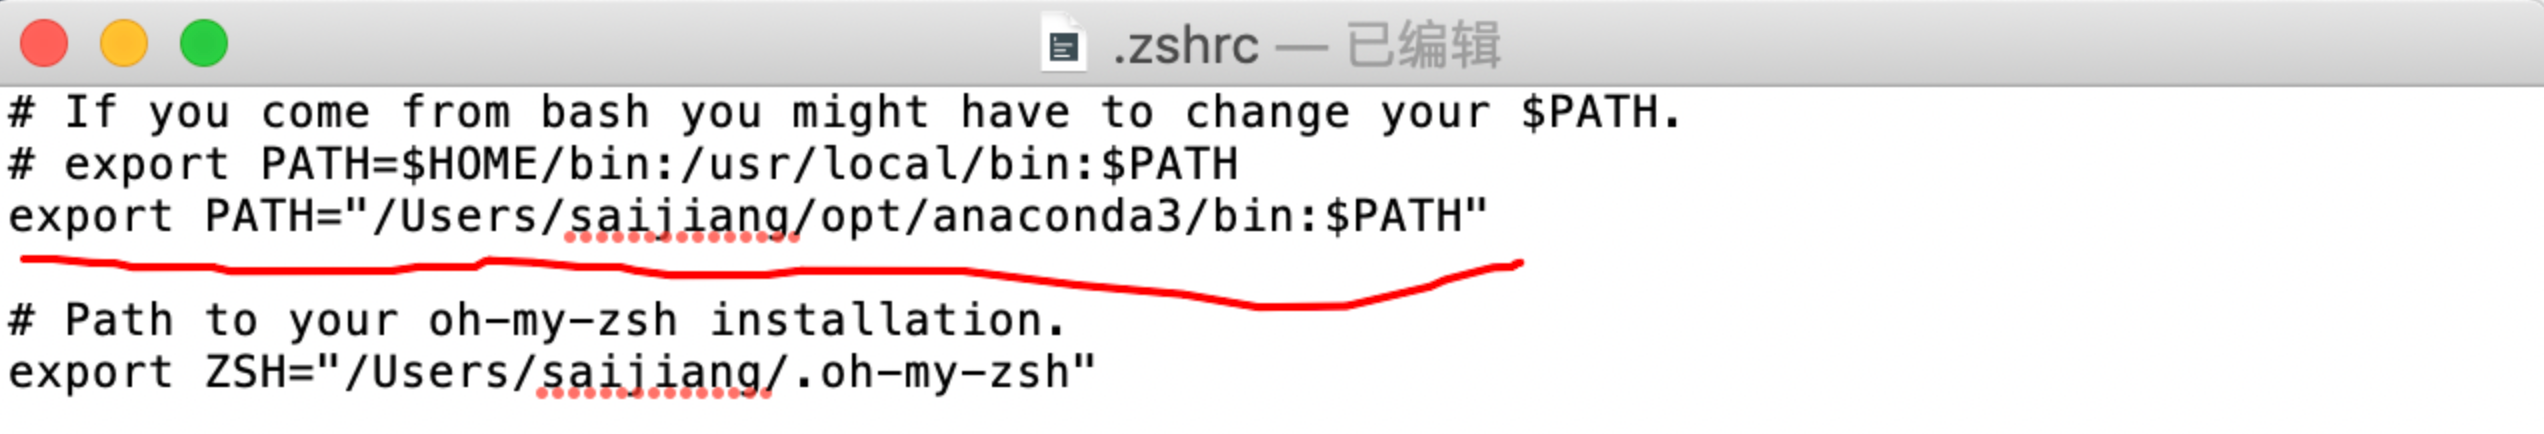 .zshrc — 已编辑
# If you come from bash you might have to change your $PATH.
# export PATH=$HOME/bin:/usr/local/bin:$PATH
export PATH="/Users/saijiang/opt/anaconda3/bin:$PATH"
# Path to your oh-my-zsh installation.
export ZSH="/Users/saijiang/.oh-my-zsh"